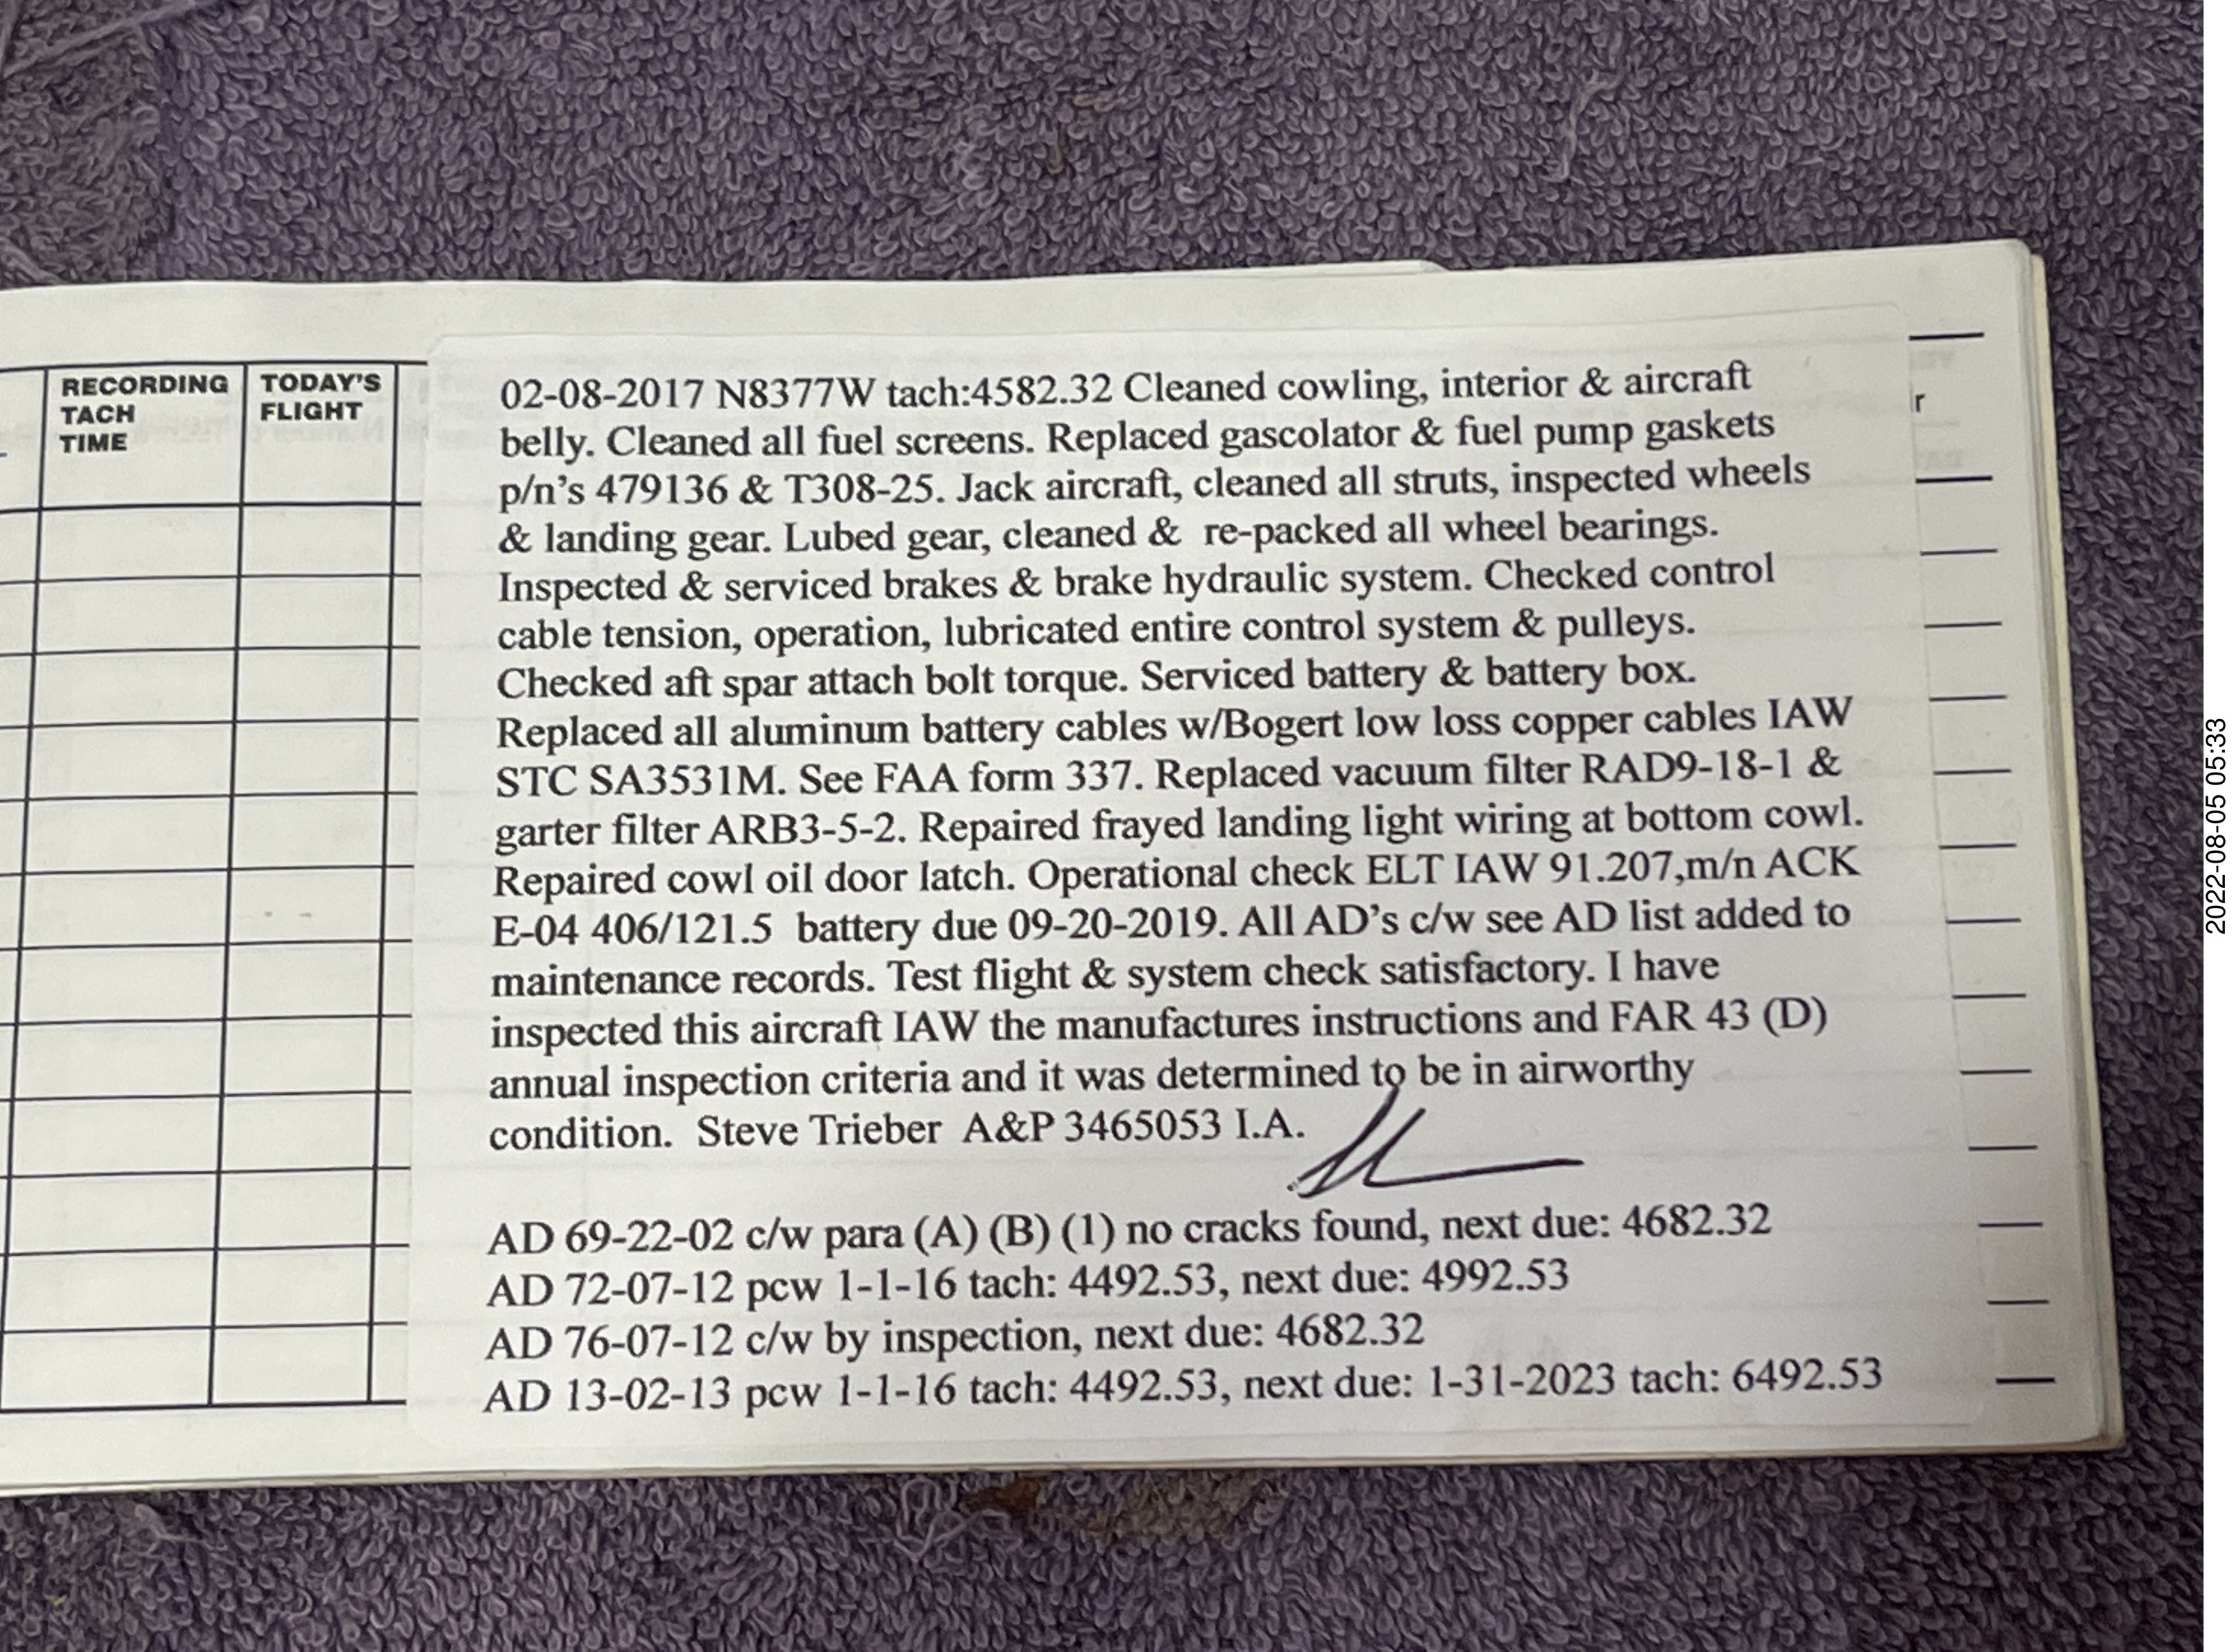 RECORDING
TACH
TIME
TODAY'S
FLIGHT
r
02-08-2017 N8377W tach:4582.32 Cleaned cowling, interior & aircraft
belly. Cleaned all fuel screens. Replaced gascolator & fuel pump gaskets
p/n’s 479136 & T308-25. Jack aircraft, cleaned all struts, inspected wheels
& landing gear. Lubed gear, cleaned &  re-packed all wheel bearings.
Inspected & serviced brakes & brake hydraulic system. Checked control
cable tension, operation, lubricated entire control system & pulleys.
Checked aft spar attach bolt torque. Serviced battery & battery box.
Replaced all aluminum battery cables w/Bogert low loss copper cables IAW
STC SA3531M. See FAA form 337. Replaced vacuum filter RAD9-18-1 &
garter filter ARB3-5-2. Repaired frayed landing light wiring at bottom cowl.
Repaired cowl oil door latch. Operational check ELT IAW 91.207,m/n ACK
E-04 406/121.5  battery due 09-20-2019. All AD’s c/w see AD list added to
maintenance records. Test flight & system check satisfactory. I have
inspected this aircraft IAW the manufactures instructions and FAR 43 (D)
annual inspection criteria and it was determined to be in airworthy
condition.  Steve Trieber  A&P 3465053 I.A.
AD 69-22-02 c/w para (A) (B) (1) no cracks found, next due: 4682.32
AD 72-07-12 pcw 1-1-16 tach: 4492.53, next due: 4992.53
AD 76-07-12 c/w by inspection, next due: 4682.32
AD 13-02-13 pcw 1-1-16 tach: 4492.53, next due: 1-31-2023 tach: 6492.53
2022-08-05 05:33